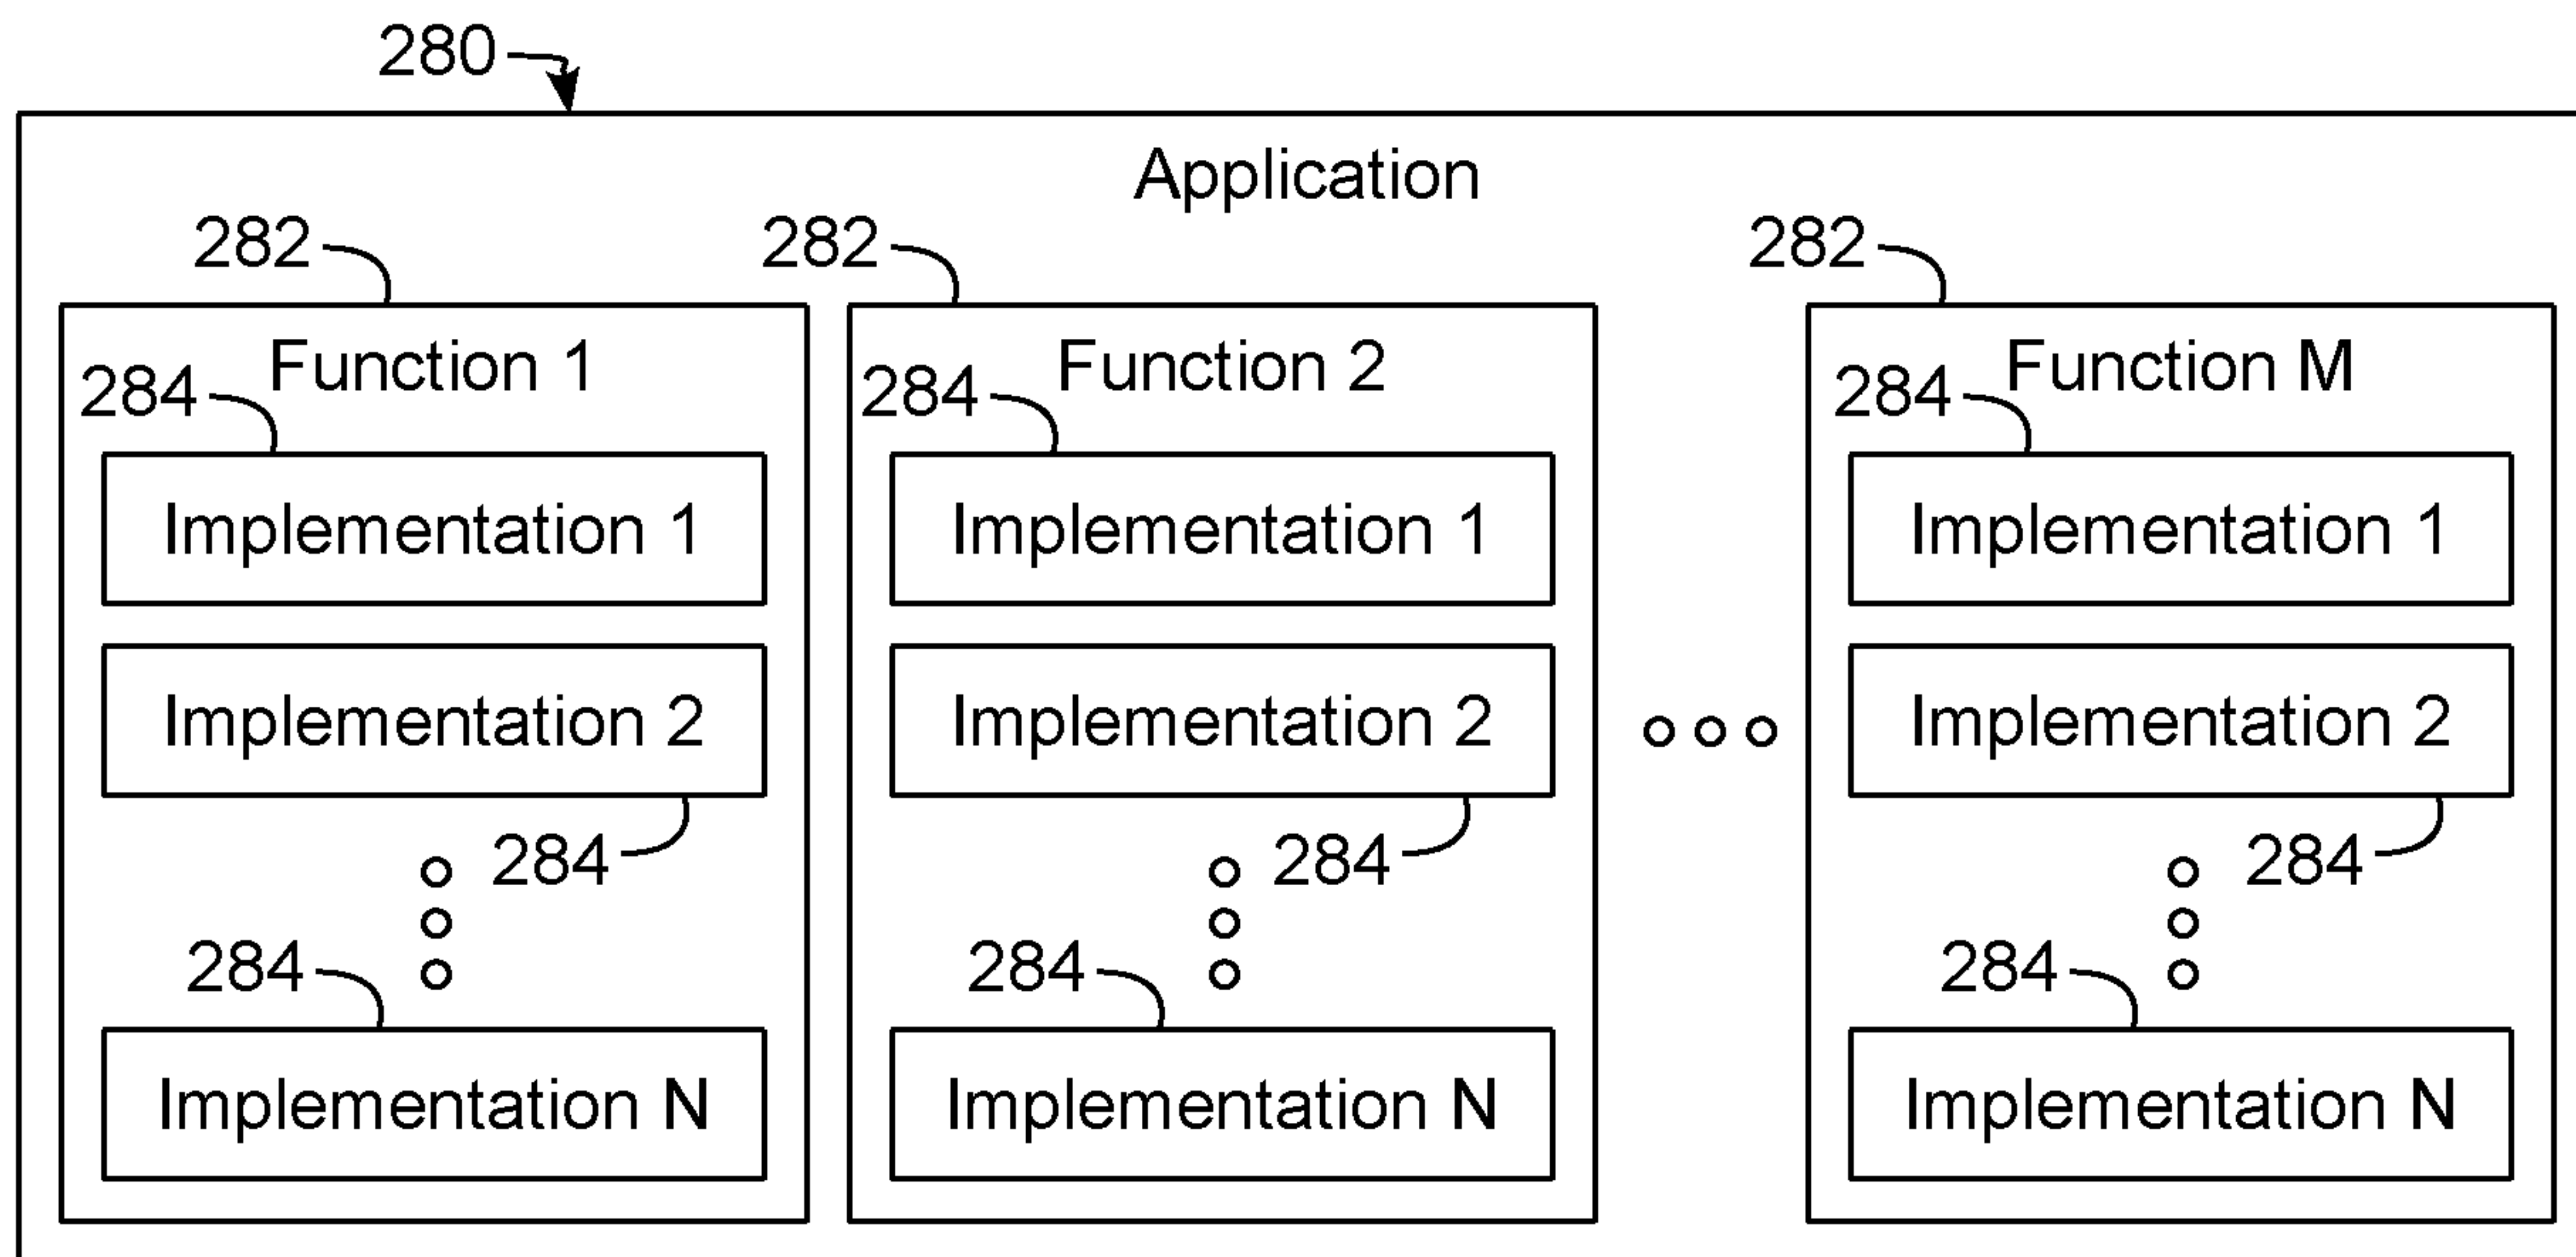 280
Application
282 282 282
Function 1 Function 2 Function M
284 284 284
Implementation 1 Implementation 1 Implementation 1
Implementation 2 Implementation 2 Implementation 2
284 284 284
284 284 284
Implementation N Implementation N Implementation N